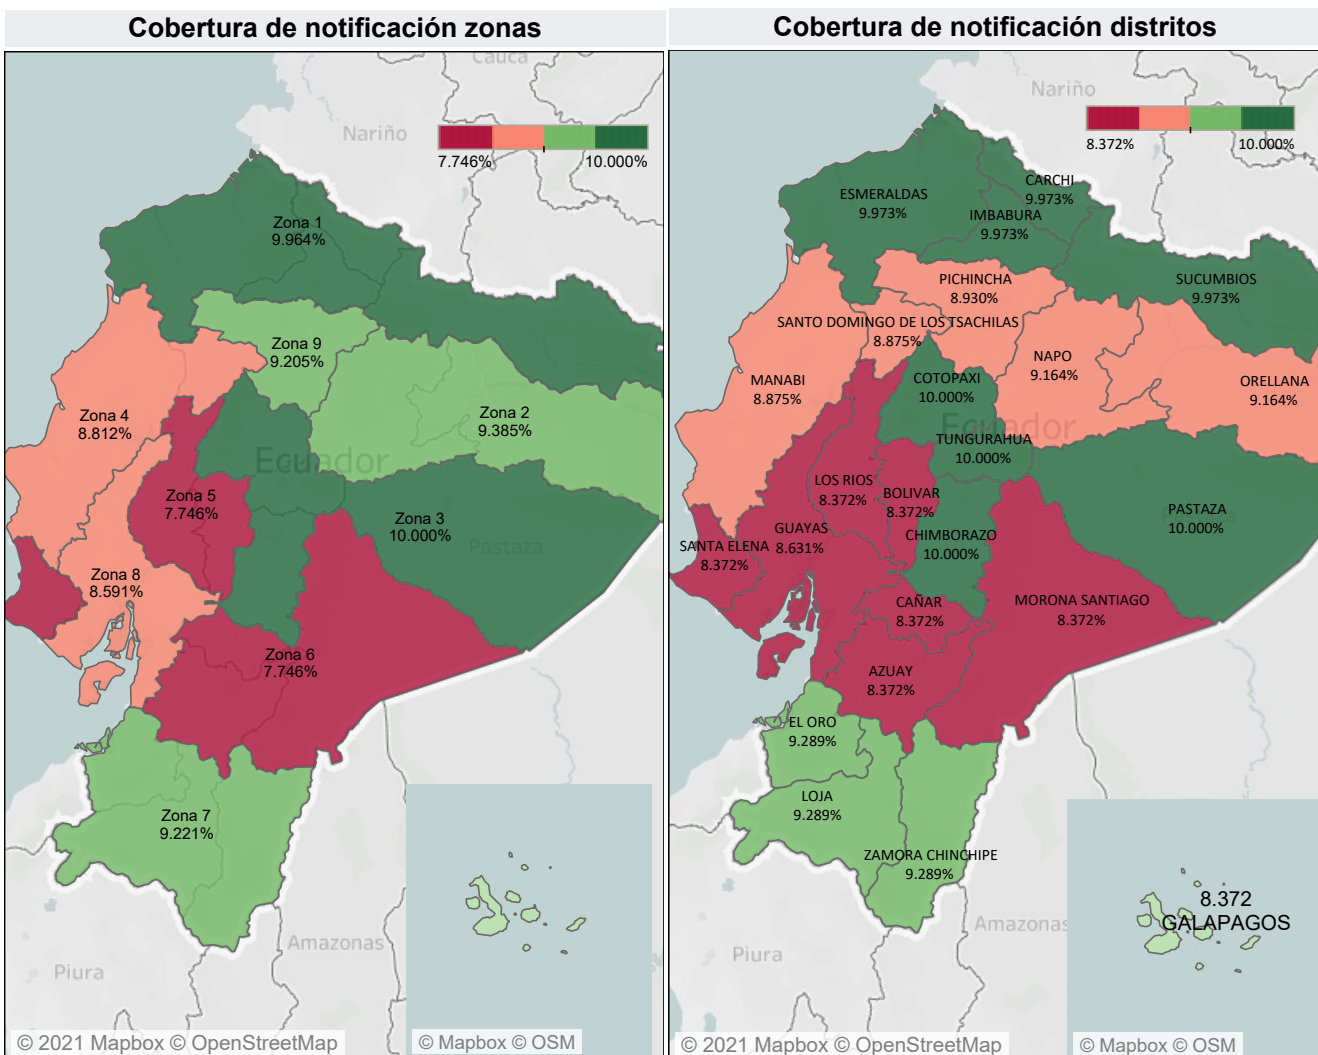 Cobertura de notificación zonas
Cauca
Nariño
7.746%
10.000%
Zona 1
9.964%
Zona 9
9.205%
Zona 2
9.385%
Zona 4
8.812%
Ecuador
Zona 5
7.746%
Zona 3
10.000%
Pastaza
Zona 8
8.591%
Zona 6
7.746%
Zona 7
9.221%
Amazonas
Piura
© 2021 Mapbox © OpenStreetMap
© Mapbox © OSM
Cobertura de notificación distritos
Nariño
8.372%
10.000%
CARCHI
9.973%
ESMERALDAS
9.973%
IMBABURA
9.973%
SUCUMBIOS
9.973%
PICHINCHA
8.930%
SANTO DOMINGO DE LOS TSACHILAS
8.875%
NAPO
9.164%
MANABI
8.875%
COTOPAXI
10.000%
ORELLANA
9.164%
Ecuador
TUNGURAHUA
10.000%
LOS RIOS
8.372%
BOLIVAR
8.372%
PASTAZA
10.000%
GUAYAS
8.631%
CHIMBORAZO
10.000%
SANTA ELENA
8.372%
CAÑAR
8.372%
MORONA SANTIAGO
8.372%
AZUAY
8.372%
EL ORO
9.289%
LOJA
9.289%
ZAMORA CHINCHIPE
9.289%
8.372
GALAPAGOS
Amazonas
Piura
© 2021 Mapbox © OpenStreetMap
© Mapbox © OSM